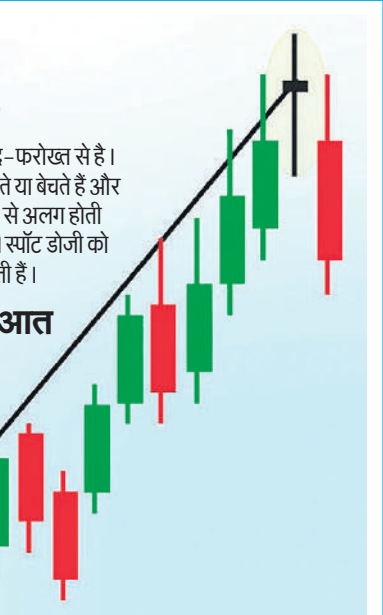 -फरोख्त से है।
ते या बेचते हैं और
से अलग होती
। स्पॉट डोजी को
ती हैं।
आत